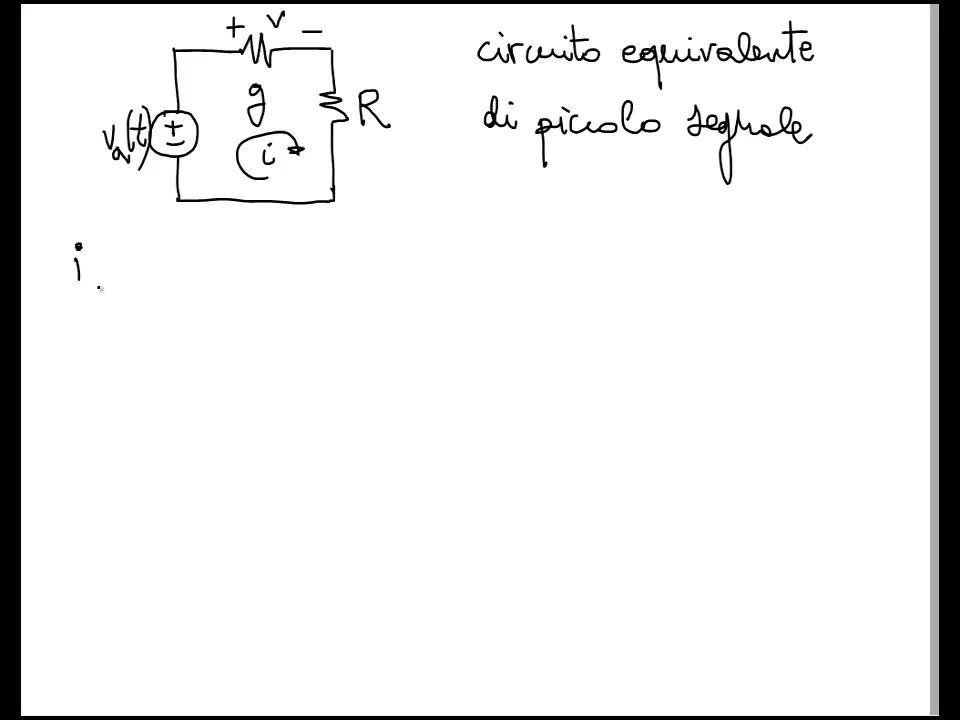 + v −
circuito equivalente
g
R
di piccolo segnale
va(t)
+
−
i
i